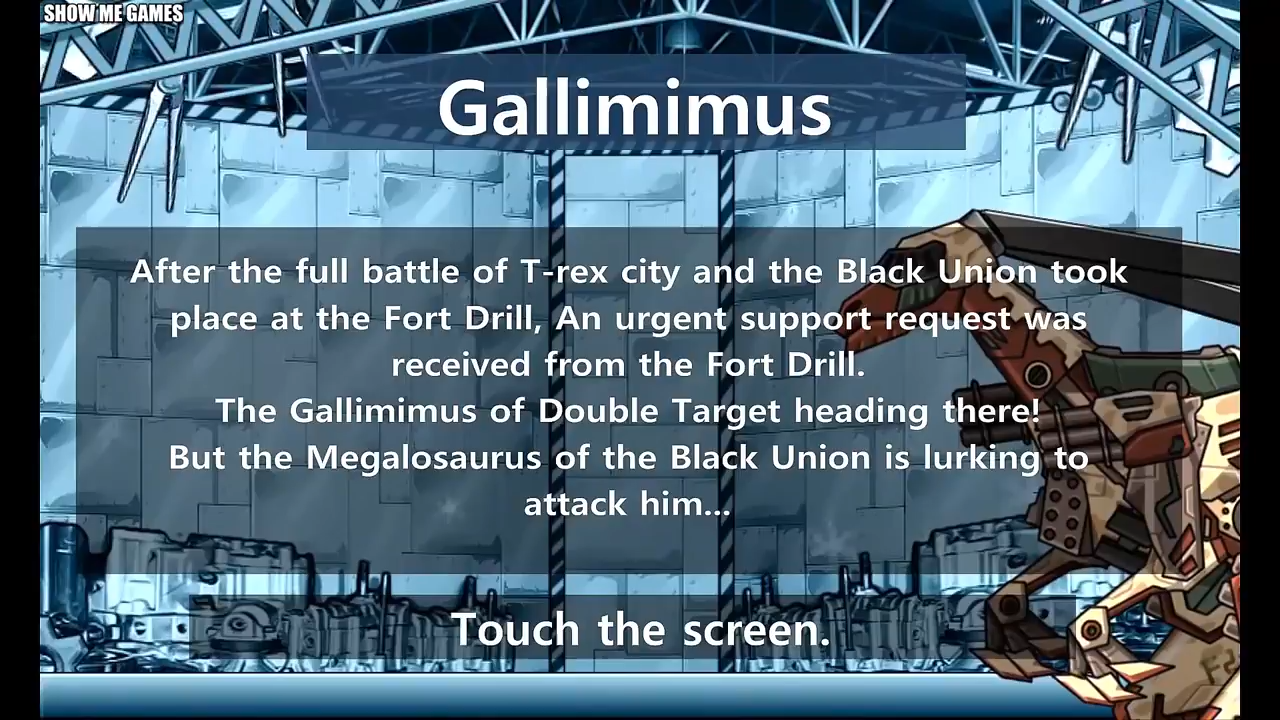 SHOW ME GAMES
Gallimimus
After the full battle of T-rex city and the Black Union took
place at the Fort Drill, An urgent support request was
received from the Fort Drill.
The Gallimimus of Double Target heading there!
But the Megalosaurus of the Black Union is lurking to
attack him...
Touch the screen.